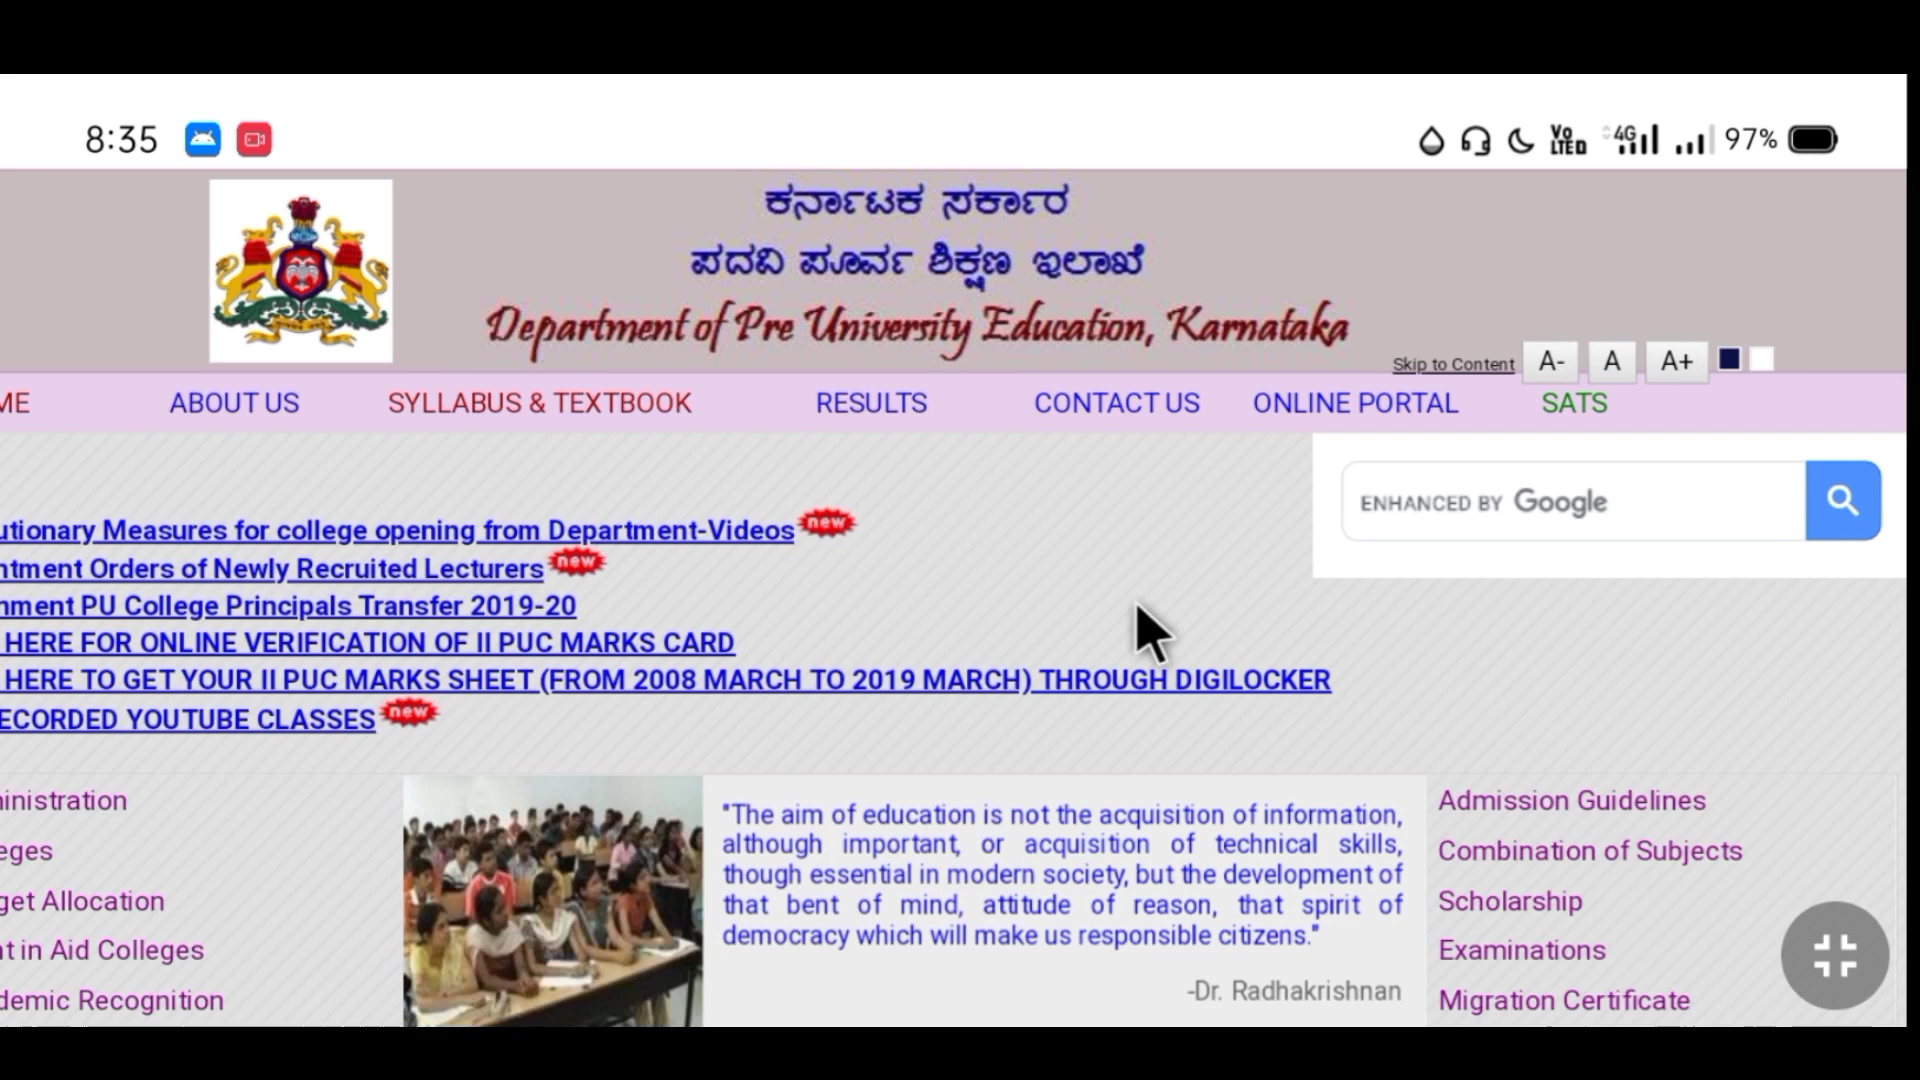 8:35
Vo LTE 4G 97%
ಕರ್ನಾಟಕ ಸರ್ಕಾರ
ಪದವಿ ಪೂರ್ವ ಶಿಕ್ಷಣ ಇಲಾಖೆ
Department of Pre University Education, Karnataka
Skip to Content A- A A+
ME ABOUT US SYLLABUS & TEXTBOOK RESULTS CONTACT US ONLINE PORTAL SATS
ENHANCED BY Google
utionary Measures for college opening from Department-Videos new
ntment Orders of Newly Recruited Lecturers new
nment PU College Principals Transfer 2019-20
HERE FOR ONLINE VERIFICATION OF II PUC MARKS CARD
HERE TO GET YOUR II PUC MARKS SHEET (FROM 2008 MARCH TO 2019 MARCH) THROUGH DIGILOCKER
ECORDED YOUTUBE CLASSES new
inistration
eges
get Allocation
t in Aid Colleges
demic Recognition
"The aim of education is not the acquisition of information,
although important, or acquisition of technical skills,
though essential in modern society, but the development of
that bent of mind, attitude of reason, that spirit of
democracy which will make us responsible citizens."
-Dr. Radhakrishnan
Admission Guidelines
Combination of Subjects
Scholarship
Examinations
Migration Certificate